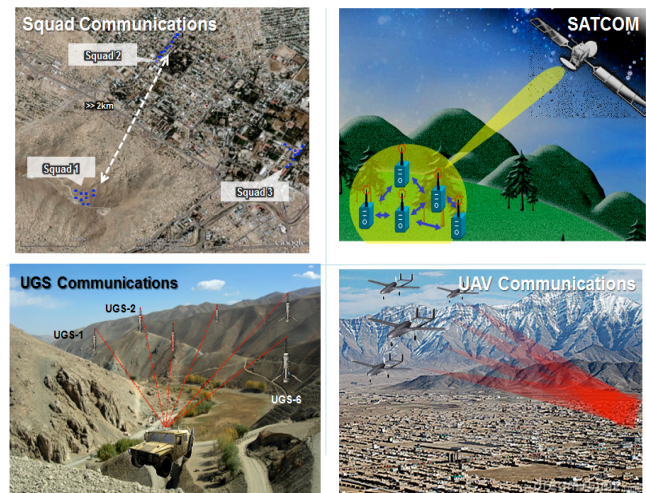 Squad Communications
Squad 2
>> 2km
Squad 1
Squad 3
Google
SATCOM
UGS Communications
UGS-2
UGS-1
UGS-6
UAV Communications